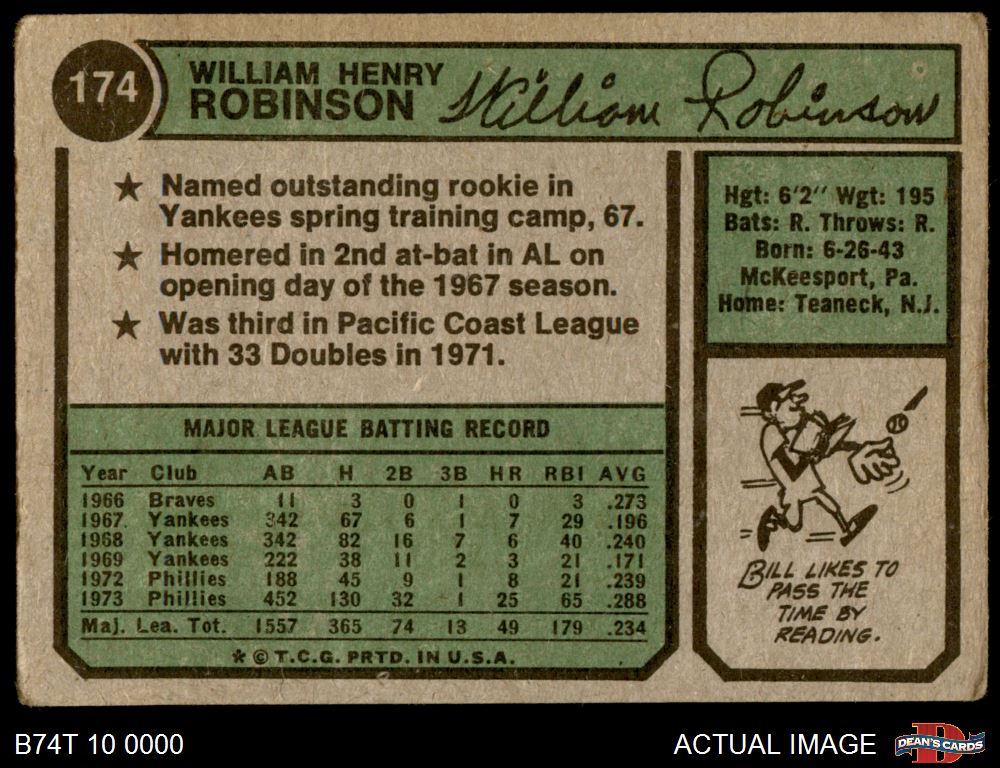 174
WILLIAM HENRY
ROBINSON
William Robinson
★ Named outstanding rookie in
Yankees spring training camp, 67.
★ Homered in 2nd at-bat in AL on
opening day of the 1967 season.
★ Was third in Pacific Coast League
with 33 Doubles in 1971.
Hgt: 6'2'' Wgt: 195
Bats: R. Throws: R.
Born: 6-26-43
McKeesport, Pa.
Home: Teaneck, N.J.
MAJOR LEAGUE BATTING RECORD
Year Club AB H 2B 3B HR RBI AVG
1966 Braves 11 3 0 1 0 3 .273
1967 Yankees 342 67 6 1 7 29 .196
1968 Yankees 342 82 16 7 6 40 .240
1969 Yankees 222 38 11 2 3 21 .171
1972 Phillies 188 45 9 1 8 21 .239
1973 Phillies 452 130 32 1 25 65 .288
Maj. Lea. Tot. 1557 365 74 13 49 179 .234
* © T.C.G. PRTD. IN U.S.A.
BILL LIKES TO
PASS THE
TIME BY
READING.
B74T 10 0000
ACTUAL IMAGE
D
DEAN'S CARDS